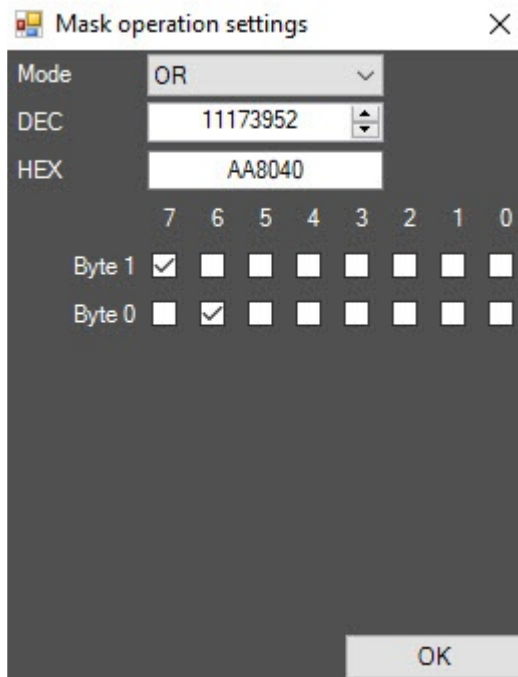 Mask operation settings
Mode OR
DEC 11173952
HEX AA8040
7 6 5 4 3 2 1 0
Byte 1
Byte 0
OK